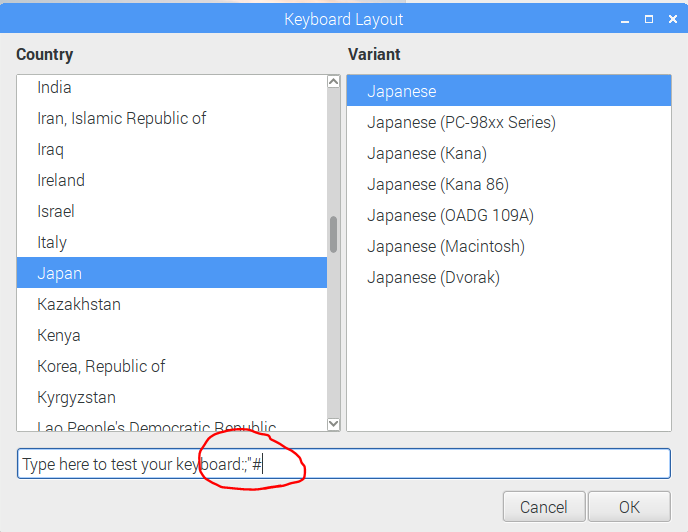 Keyboard Layout
Country
Variant
India
Iran, Islamic Republic of
Iraq
Ireland
Israel
Italy
Japan
Kazakhstan
Kenya
Korea, Republic of
Kyrgyzstan
Lao People's Democratic Republic
Japanese
Japanese (PC-98xx Series)
Japanese (Kana)
Japanese (Kana 86)
Japanese (OADG 109A)
Japanese (Macintosh)
Japanese (Dvorak)
Type here to test your keyboard:;"#
Cancel
OK